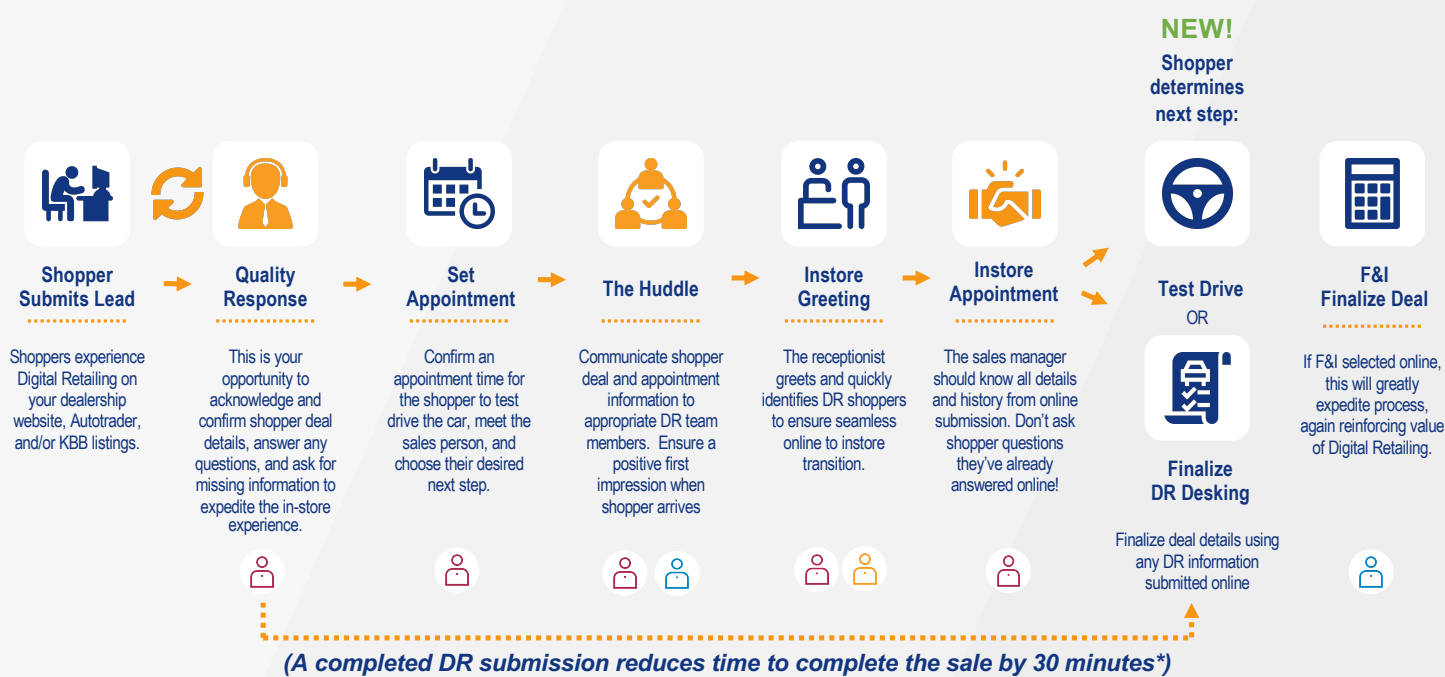 Shopper
Submits Lead
Shoppers experience
Digital Retailing on
your dealership
website, Autotrader,
and/or KBB listings.
Quality
Response
This is your
opportunity to
acknowledge and
confirm shopper deal
details, answer any
questions, and ask for
missing information to
expedite the in-store
experience.
Set
Appointment
Confirm an
appointment time for
the shopper to test
drive the car, meet the
sales person, and
choose their desired
next step.
The Huddle
Communicate shopper
deal and appointment
information to
appropriate DR team
members. Ensure a
positive first
impression when
shopper arrives
Instore
Greeting
The receptionist
greets and quickly
identifies DR shoppers
to ensure seamless
online to instore
transition.
Instore
Appointment
The sales manager
should know all details
and history from online
submission. Don’t ask
shopper questions
they’ve already
answered online!
NEW!
Shopper
determines
next step:
Test Drive
OR
Finalize
DR Desking
Finalize deal details using
any DR information
submitted online
F&I
Finalize Deal
If F&I selected online,
this will greatly
expedite process,
again reinforcing value
of Digital Retailing.
(A completed DR submission reduces time to complete the sale by 30 minutes*)